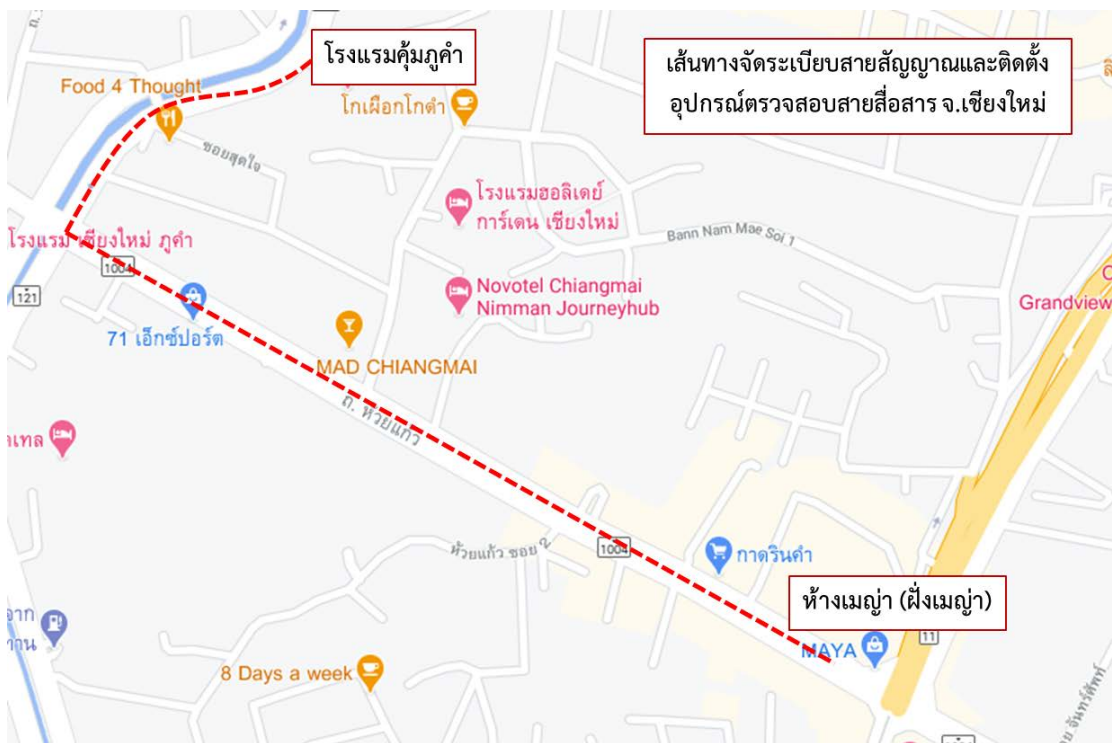 โรงแรมคุ้มภูคำ
เส้นทางจัดระเบียบสายสัญญาณและติดตั้ง
อุปกรณ์ตรวจสอบสายสื่อสาร จ.เชียงใหม่
Food 4 Thought
โกเผือกโกดำ
ซอยสุดใจ
โรงแรมฮอลิเดย์
การ์เดน เชียงใหม่
Bann Nam Mae Soi 1
โรงแรม เชียงใหม่ ภูคำ
1004
121
Novotel Chiangmai
Nimman Journeyhub
Grandview
71 เอ็กซ์ปอร์ต
MAD CHIANGMAI
ถ. ห้วยแก้ว
ห้วยแก้ว ซอย 2
1004
กาดรินคำ
ห้างเมญ่า (ฝั่งเมญ่า)
MAYA
11
8 Days a week